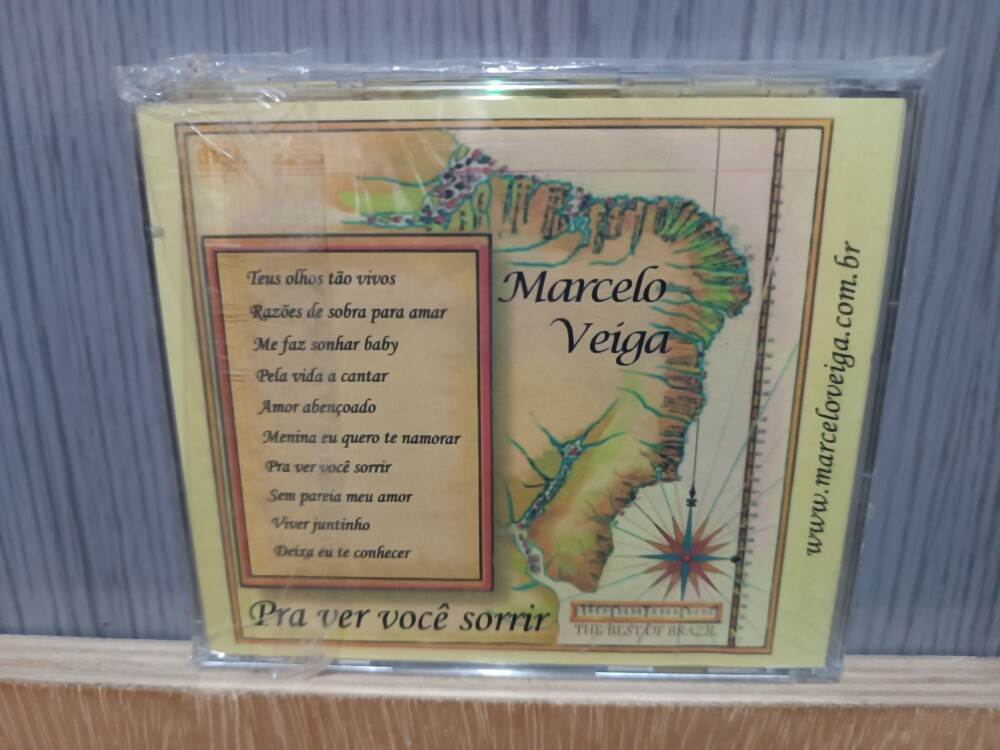 Teus olhos tão vivos
Razões de sobra para amar
Me faz sonhar baby
Pela vida a cantar
Amor abençoado
Menina eu quero te namorar
Pra ver você sorrir
Sem pareia meu amor
Viver juntinho
Deixa eu te conhecer
Marcelo
Veiga
Pra ver você sorrir
THE BEST OF BRAZIL
www.marceloveiga.com.br